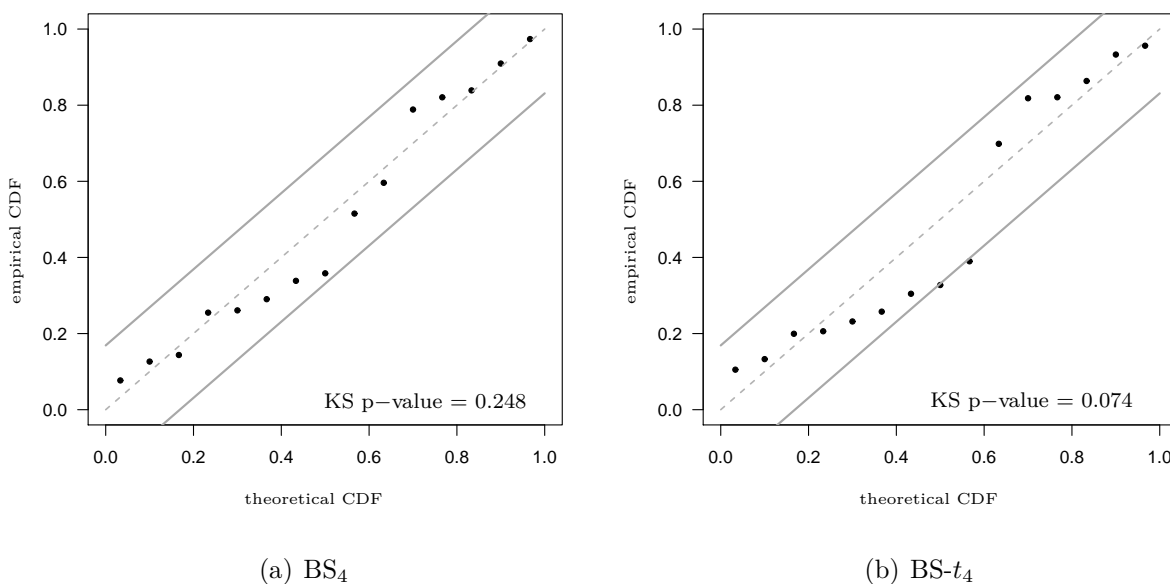 1.0
0.8
0.6
0.4
0.2
0.0
empirical CDF
KS p−value = 0.248
0.0 0.2 0.4 0.6 0.8 1.0
theoretical CDF
(a) BS₄
1.0
0.8
0.6
0.4
0.2
0.0
empirical CDF
KS p−value = 0.074
0.0 0.2 0.4 0.6 0.8 1.0
theoretical CDF
(b) BS-t₄